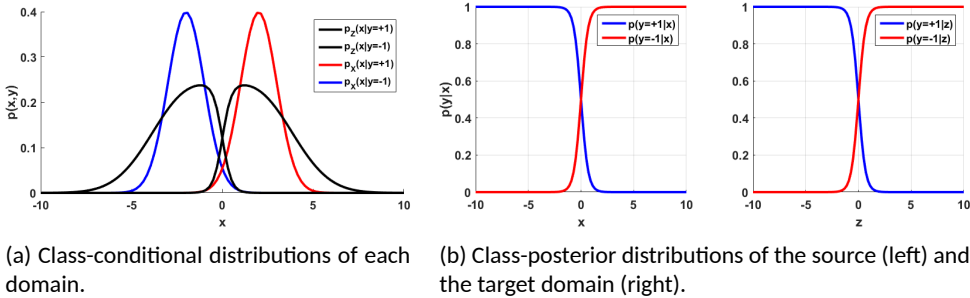 0.4
0.3
0.2
0.1
0
p(x,y)
-10
-5
0
5
10
x
p_Z(x|y=+1)
p_Z(x|y=-1)
p_X(x|y=+1)
p_X(x|y=-1)
1
0.8
0.6
0.4
0.2
0
p(y|x)
-10
-5
0
5
10
x
p(y=+1|x)
p(y=-1|x)
1
0.8
0.6
0.4
0.2
0
-10
-5
0
5
10
z
p(y=+1|z)
p(y=-1|z)
(a) Class-conditional distributions of each
domain.
(b) Class-posterior distributions of the source (left) and
the target domain (right).